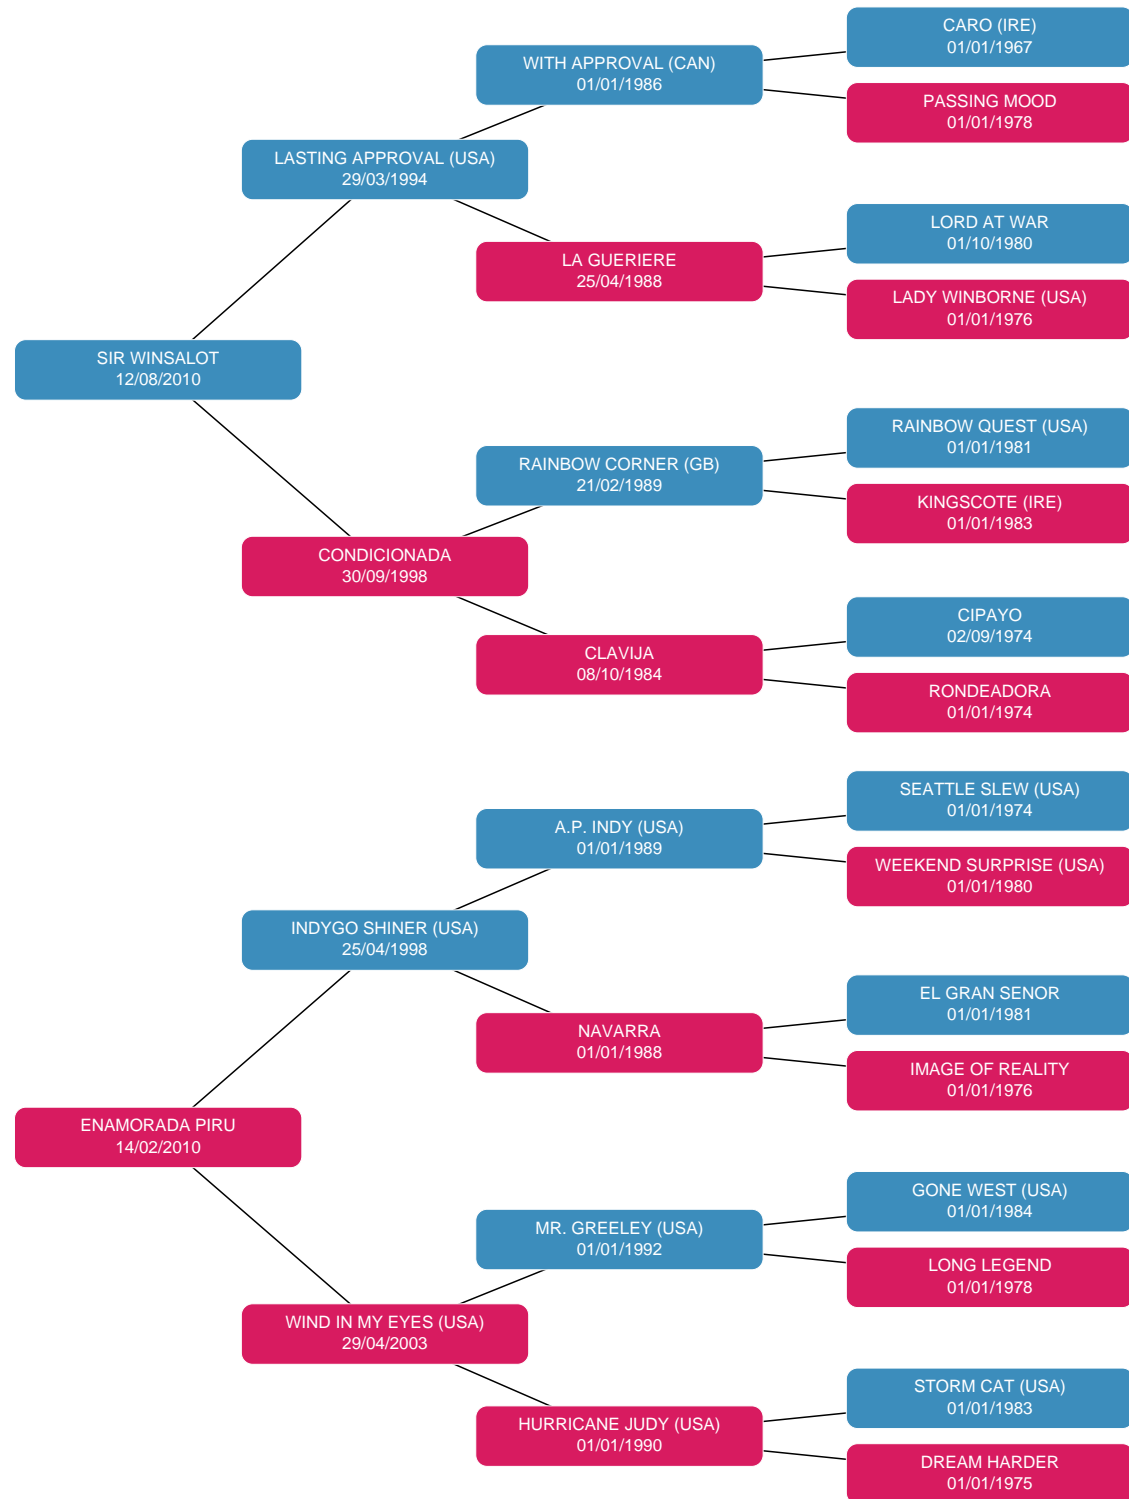 CARO (IRE)
01/01/1967
WITH APPROVAL (CAN)
01/01/1986
PASSING MOOD
01/01/1978
LASTING APPROVAL (USA)
29/03/1994
LORD AT WAR
01/10/1980
LA GUERIERE
25/04/1988
LADY WINBORNE (USA)
01/01/1976
SIR WINSALOT
12/08/2010
RAINBOW QUEST (USA)
01/01/1981
RAINBOW CORNER (GB)
21/02/1989
KINGSCOTE (IRE)
01/01/1983
CONDICIONADA
30/09/1998
CIPAYO
02/09/1974
CLAVIJA
08/10/1984
RONDEADORA
01/01/1974
SEATTLE SLEW (USA)
01/01/1974
A.P. INDY (USA)
01/01/1989
WEEKEND SURPRISE (USA)
01/01/1980
INDYGO SHINER (USA)
25/04/1998
EL GRAN SENOR
01/01/1981
NAVARRA
01/01/1988
IMAGE OF REALITY
01/01/1976
ENAMORADA PIRU
14/02/2010
GONE WEST (USA)
01/01/1984
MR. GREELEY (USA)
01/01/1992
LONG LEGEND
01/01/1978
WIND IN MY EYES (USA)
29/04/2003
STORM CAT (USA)
01/01/1983
HURRICANE JUDY (USA)
01/01/1990
DREAM HARDER
01/01/1975